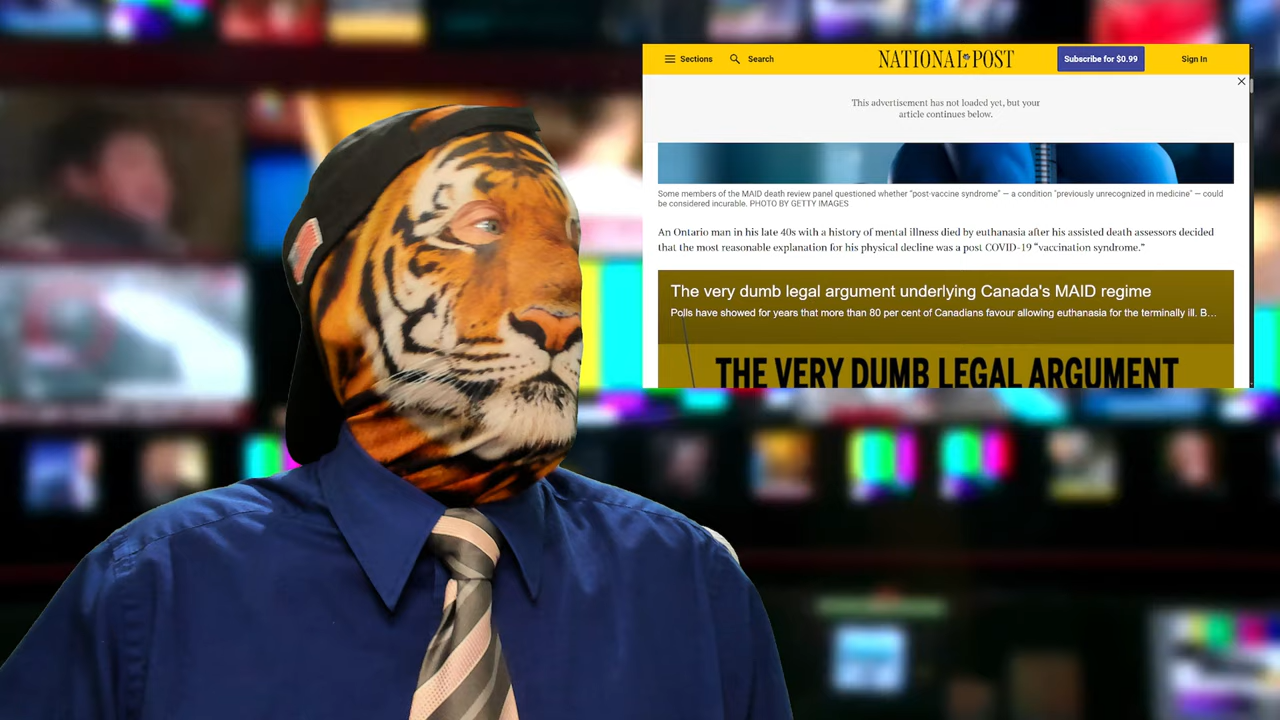 Sections
Search
NATIONAL POST
Subscribe for $0.99
Sign In
This advertisement has not loaded yet, but your
article continues below.
Some members of the MAID death review panel questioned whether "post-vaccine syndrome" — a condition "previously unrecognized in medicine" — could
be considered incurable. PHOTO BY GETTY IMAGES
An Ontario man in his late 40s with a history of mental illness died by euthanasia after his assisted death assessors decided
that the most reasonable explanation for his physical decline was a post COVID-19 "vaccination syndrome."
The very dumb legal argument underlying Canada's MAID regime
Polls have showed for years that more than 80 per cent of Canadians favour allowing euthanasia for the terminally ill. B...
THE VERY DUMB LEGAL ARGUMENT